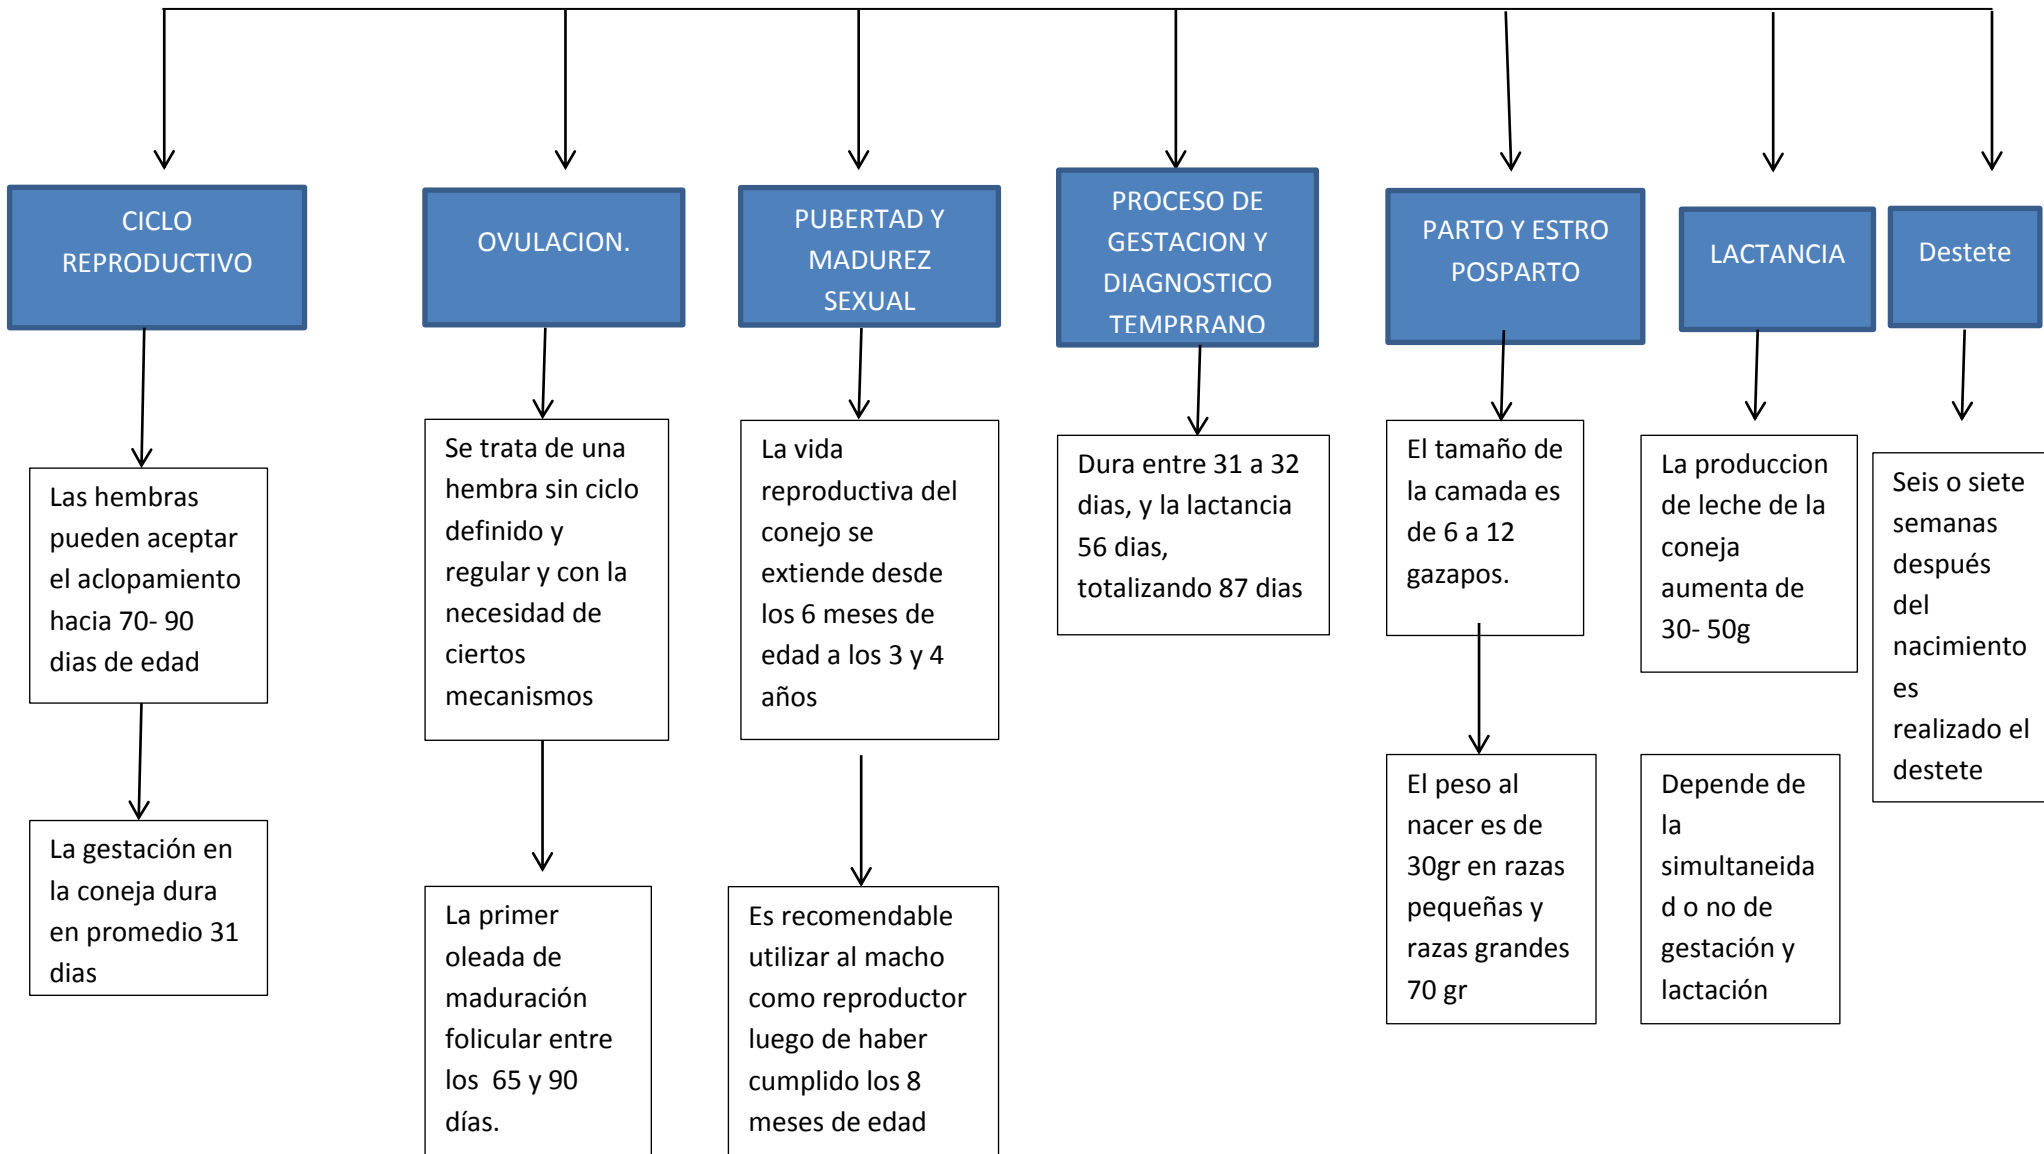 CICLO
REPRODUCTIVO
OVULACION.
PUBERTAD Y
MADUREZ
SEXUAL
PROCESO DE
GESTACION Y
DIAGNOSTICO
TEMPRRANO
PARTO Y ESTRO
POSPARTO
LACTANCIA
Destete
Las hembras
pueden aceptar
el aclopamiento
hacia 70- 90
dias de edad
La gestación en
la coneja dura
en promedio 31
dias
Se trata de una
hembra sin ciclo
definido y
regular y con la
necesidad de
ciertos
mecanismos
La primer
oleada de
maduración
folicular entre
los  65 y 90
días.
La vida
reproductiva del
conejo se
extiende desde
los 6 meses de
edad a los 3 y 4
años
Es recomendable
utilizar al macho
como reproductor
luego de haber
cumplido los 8
meses de edad
Dura entre 31 a 32
dias, y la lactancia
56 dias,
totalizando 87 dias
El tamaño de
la camada es
de 6 a 12
gazapos.
El peso al
nacer es de
30gr en razas
pequeñas y
razas grandes
70 gr
La produccion
de leche de la
coneja
aumenta de
30- 50g
Depende de
la
simultaneida
d o no de
gestación y
lactación
Seis o siete
semanas
después
del
nacimiento
es
realizado el
destete